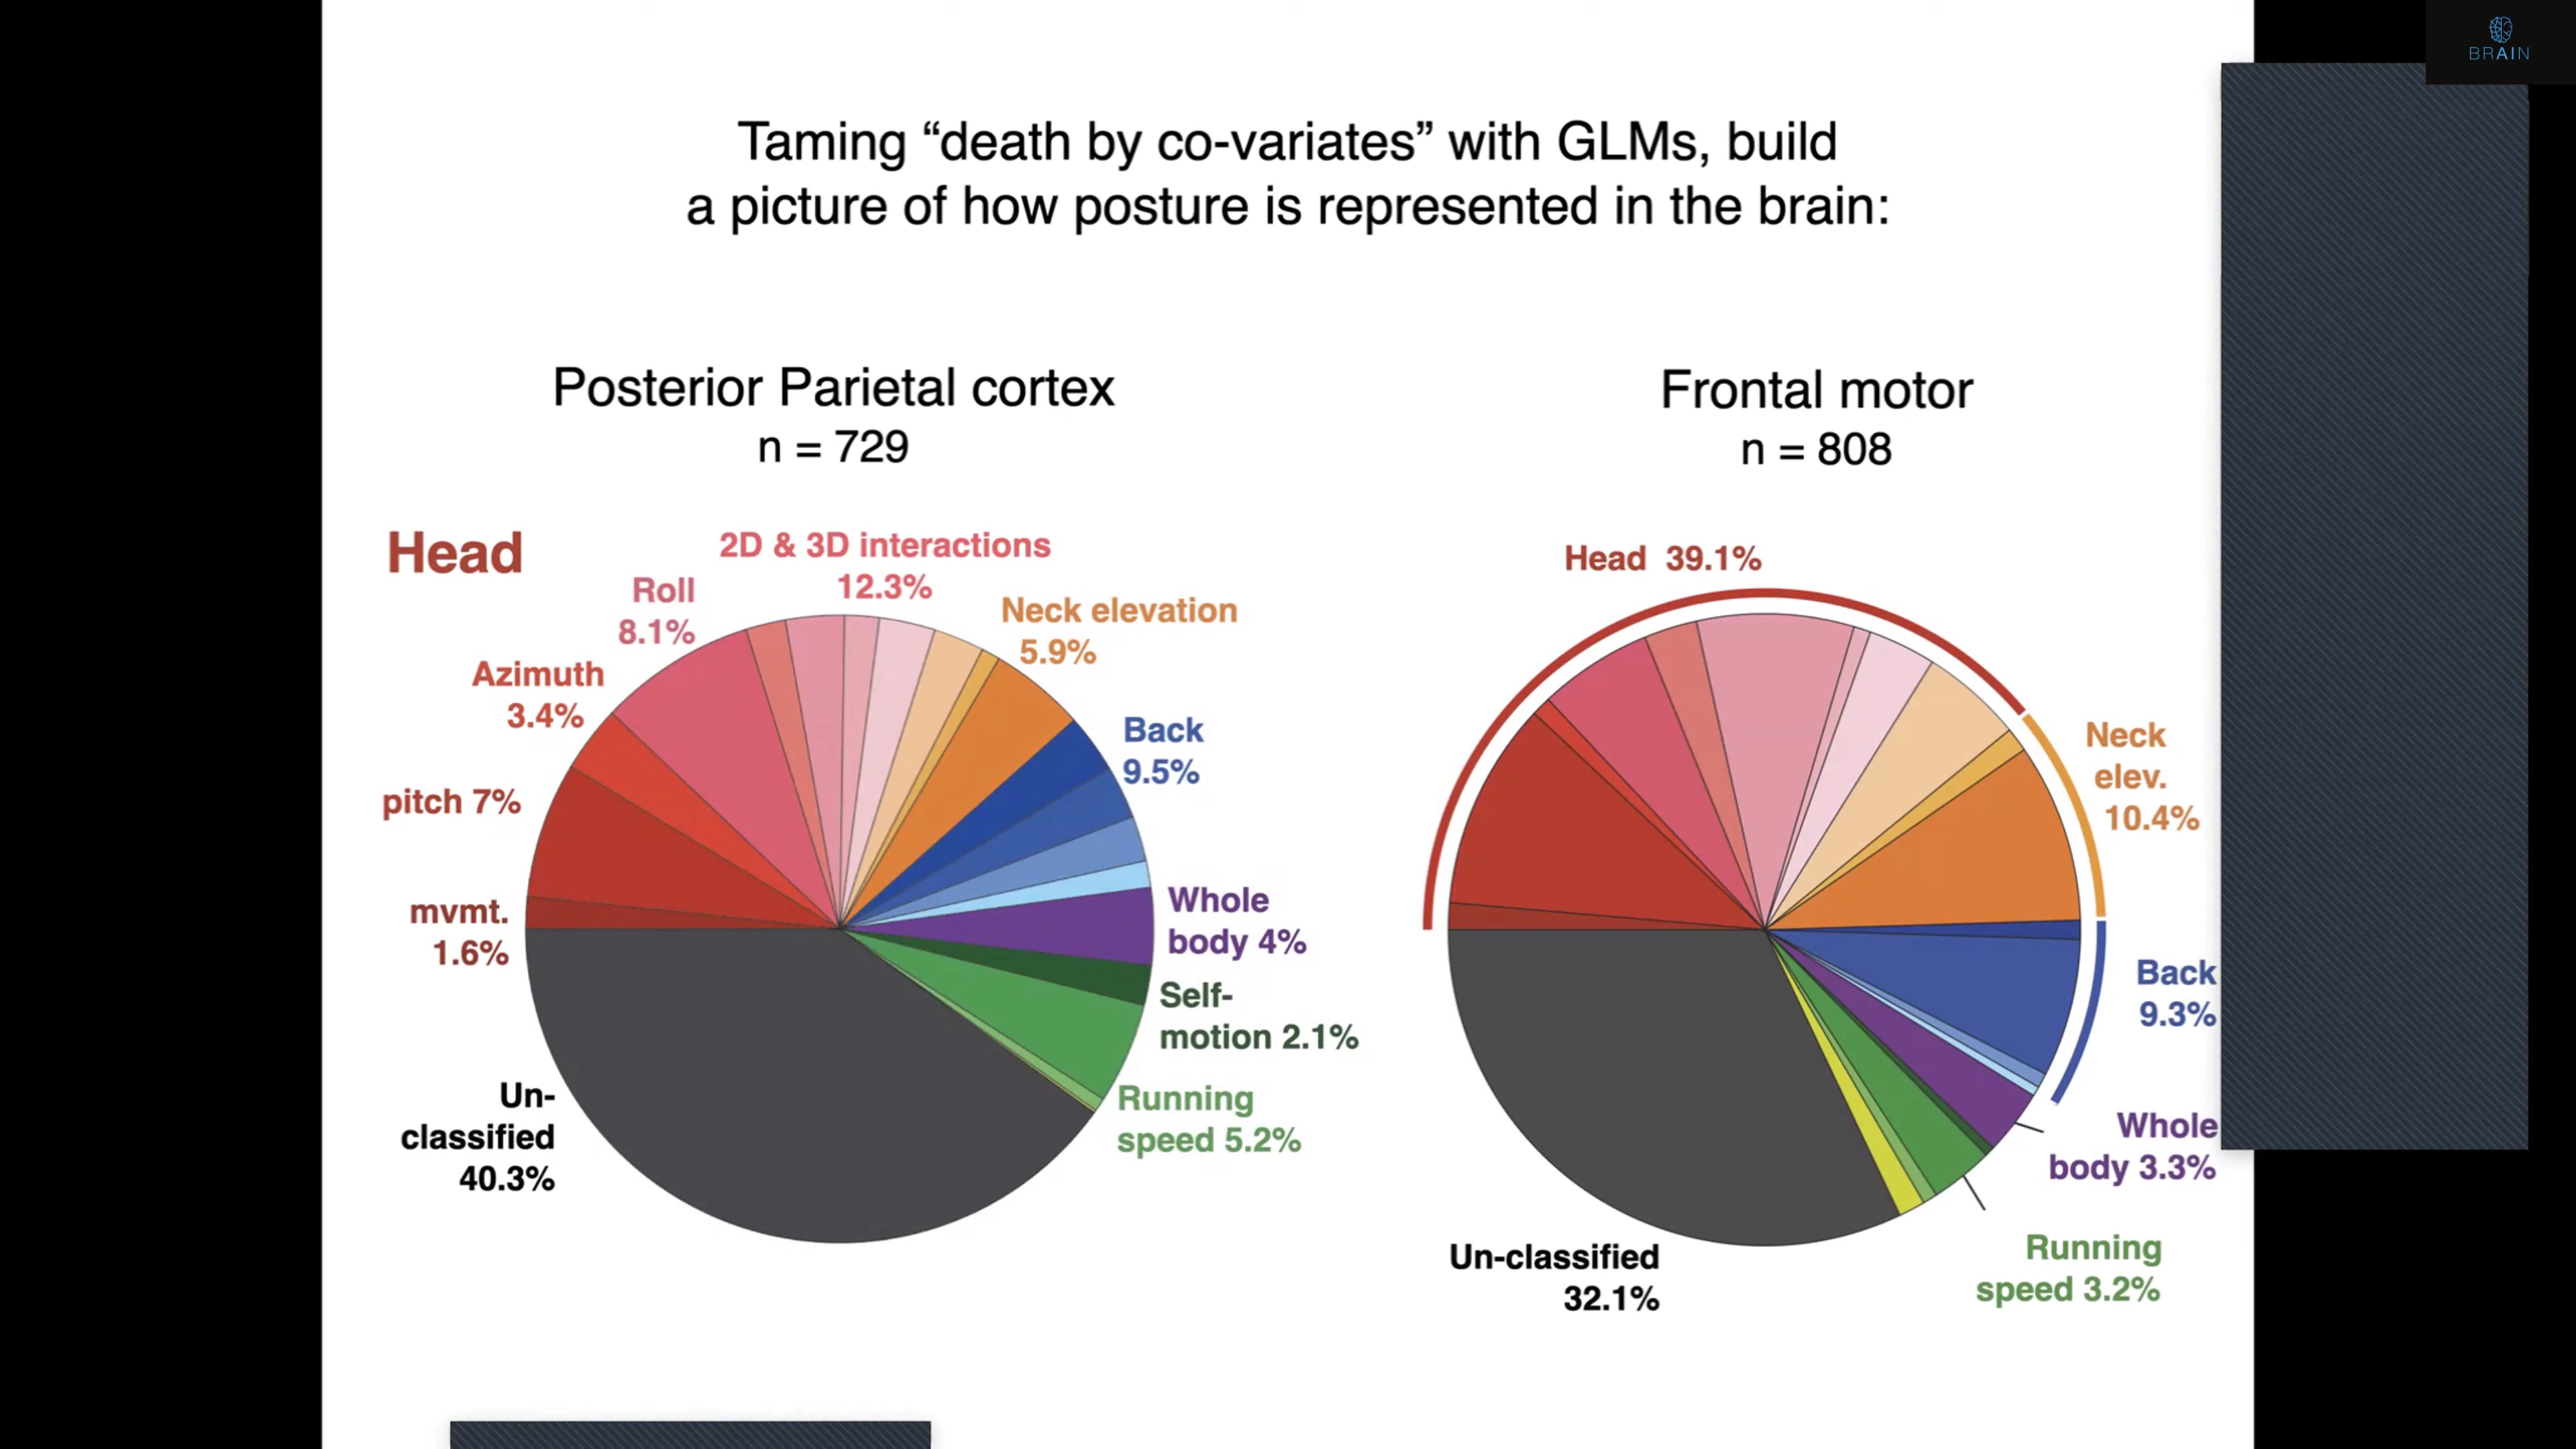 BRAIN
Taming “death by co-variates” with GLMs, build
a picture of how posture is represented in the brain:
Posterior Parietal cortex
n = 729
Head
2D & 3D interactions
12.3%
Roll
8.1%
Azimuth
3.4%
pitch 7%
mvmt.
1.6%
Un-
classified
40.3%
Neck elevation
5.9%
Back
9.5%
Whole
body 4%
Self-
motion 2.1%
Running
speed 5.2%
Frontal motor
n = 808
Head 39.1%
Neck
elev.
10.4%
Back
9.3%
Whole
body 3.3%
Running
speed 3.2%
Un-classified
32.1%